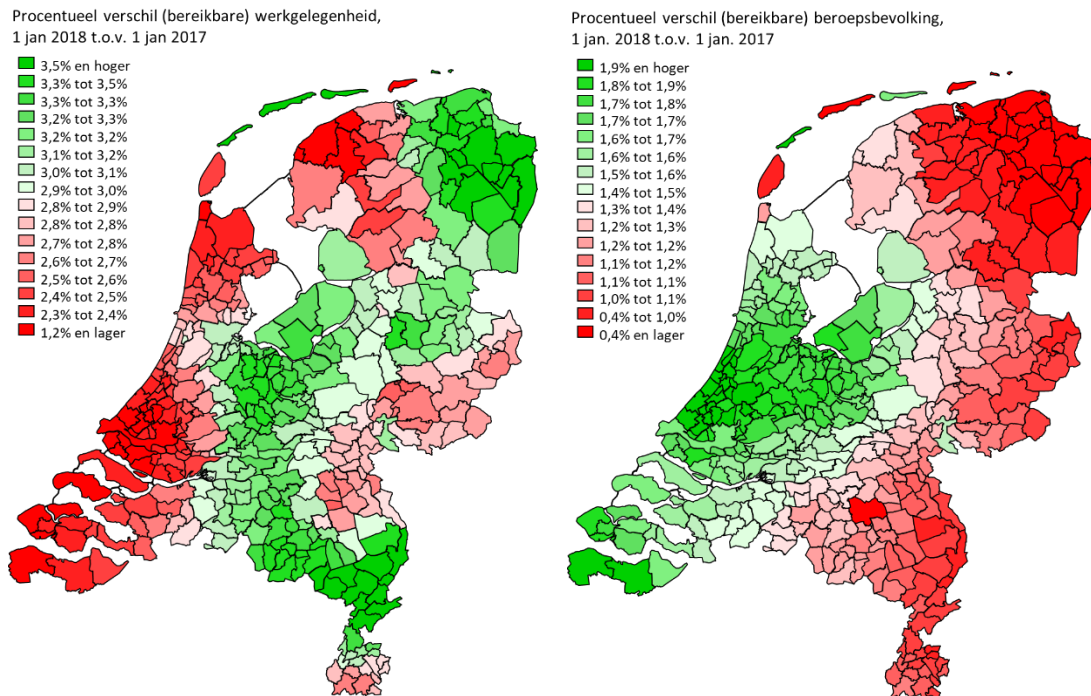 Procentueel verschil (bereikbare) werkgelegenheid,
1 jan 2018 t.o.v. 1 jan 2017
3,5% en hoger
3,3% tot 3,5%
3,3% tot 3,3%
3,2% tot 3,3%
3,2% tot 3,2%
3,1% tot 3,2%
3,0% tot 3,1%
2,9% tot 3,0%
2,8% tot 2,9%
2,8% tot 2,8%
2,7% tot 2,8%
2,6% tot 2,7%
2,5% tot 2,6%
2,4% tot 2,5%
2,3% tot 2,4%
1,2% en lager
Procentueel verschil (bereikbare) beroepsbevolking,
1 jan. 2018 t.o.v. 1 jan. 2017
1,9% en hoger
1,8% tot 1,9%
1,7% tot 1,8%
1,7% tot 1,7%
1,6% tot 1,7%
1,6% tot 1,6%
1,5% tot 1,6%
1,4% tot 1,5%
1,3% tot 1,4%
1,2% tot 1,3%
1,2% tot 1,2%
1,1% tot 1,2%
1,1% tot 1,1%
1,0% tot 1,1%
0,4% tot 1,0%
0,4% en lager